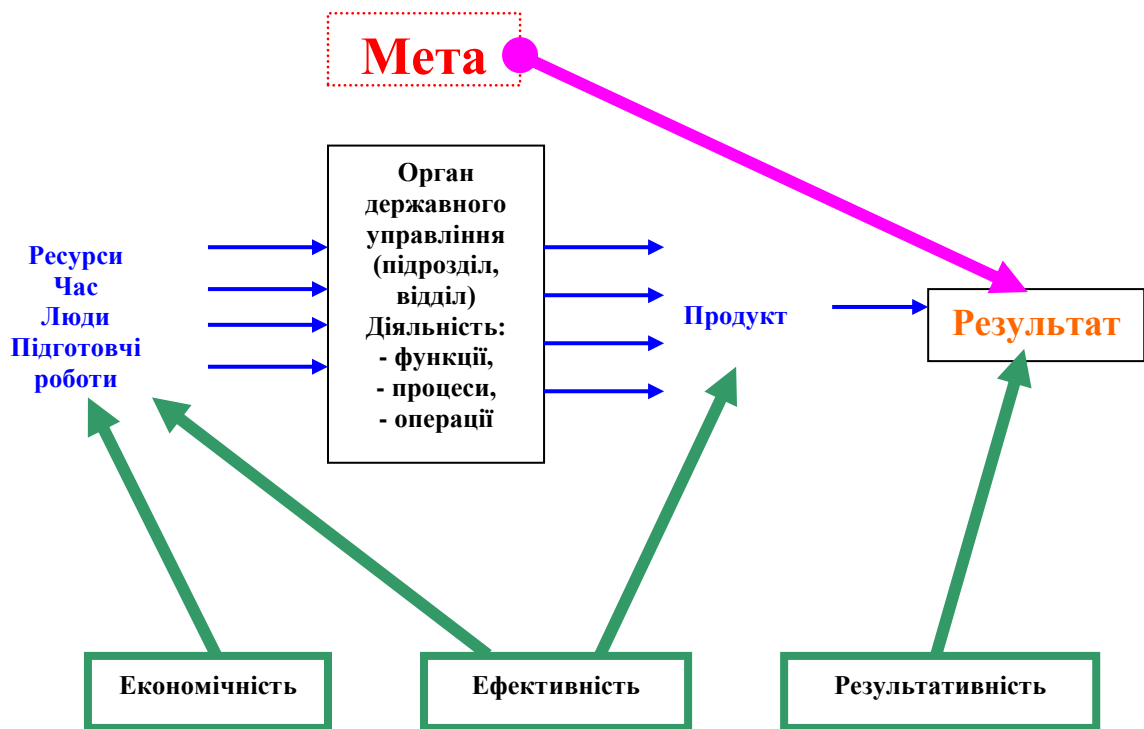 Мета
Орган
державного
управління
(підрозділ,
відділ)
Діяльність:
- функції,
- процеси,
- операції
Ресурси
Час
Люди
Підготовчі
роботи
Продукт
Результат
Економічність
Ефективність
Результативність